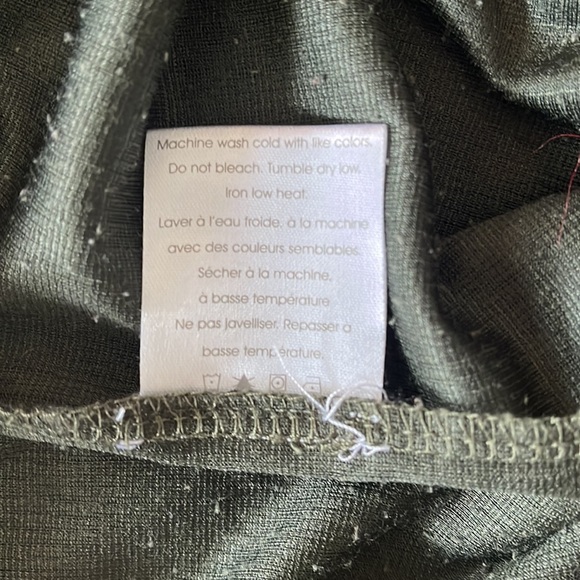 Machine wash cold with like colors.
Do not bleach. Tumble dry low.
Iron low heat.
Laver à l'eau froide, à la machine
avec des couleurs semblables.
Sécher à la machine,
à basse température
Ne pas javelliser. Repasser à
basse température.